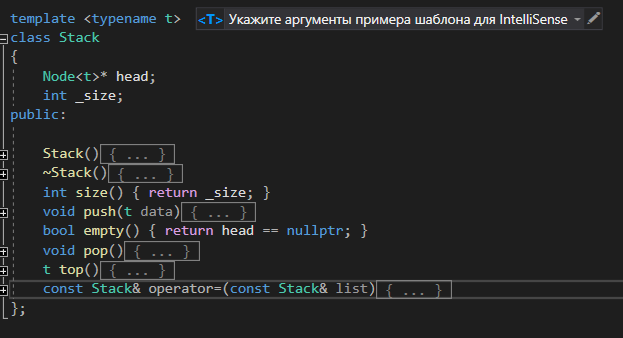 template <typename t> <T> Укажите аргументы примера шаблона для IntelliSense
class Stack
{
Node<t>* head;
int _size;
public:
Stack(){ ... }
~Stack(){ ... }
int size() { return _size; }
void push(t data){ ... }
bool empty() { return head == nullptr; }
void pop(){ ... }
t top(){ ... }
const Stack& operator=(const Stack& list){ ... }
};